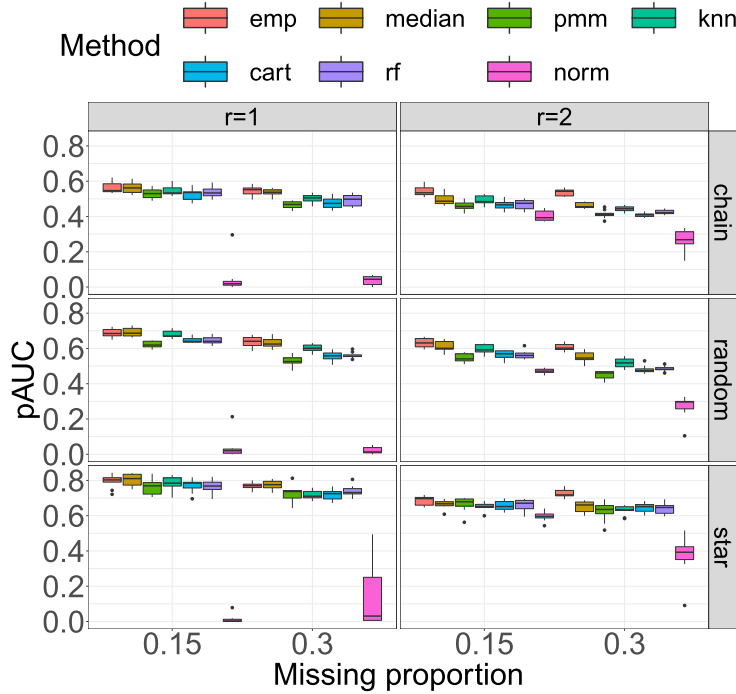 Method
emp median pmm knn
cart rf norm
r=1 r=2
0.8
0.6
0.4
0.2
0.0
chain
0.8
0.6
0.4
0.2
0.0
random
0.8
0.6
0.4
0.2
0.0
star
pAUC
0.15 0.3 0.15 0.3
Missing proportion